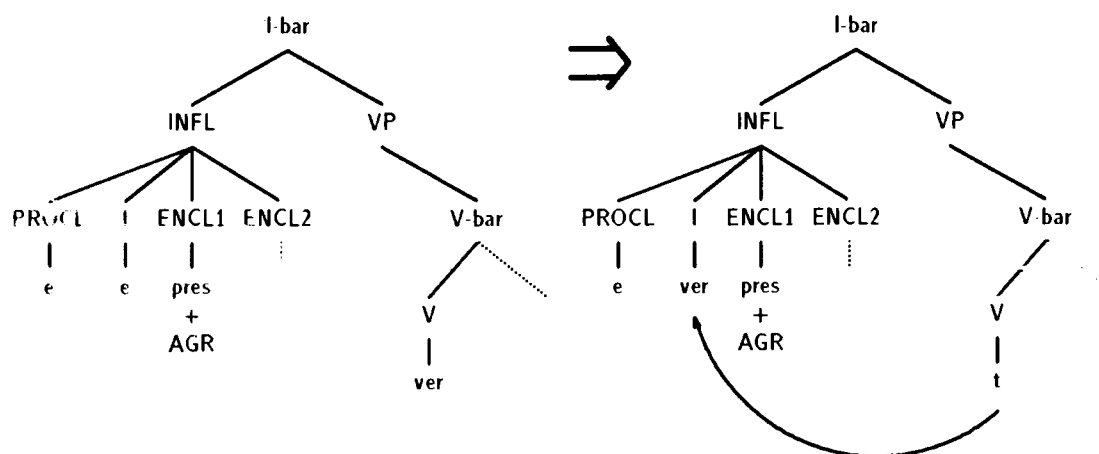 I-bar I-bar
INFL VP INFL VP
PROCL I ENCL1 ENCL2 V-bar PROCL I ENCL1 ENCL2 V-bar
e e pres e ver pres
+ V + V
AGR AGR
ver t